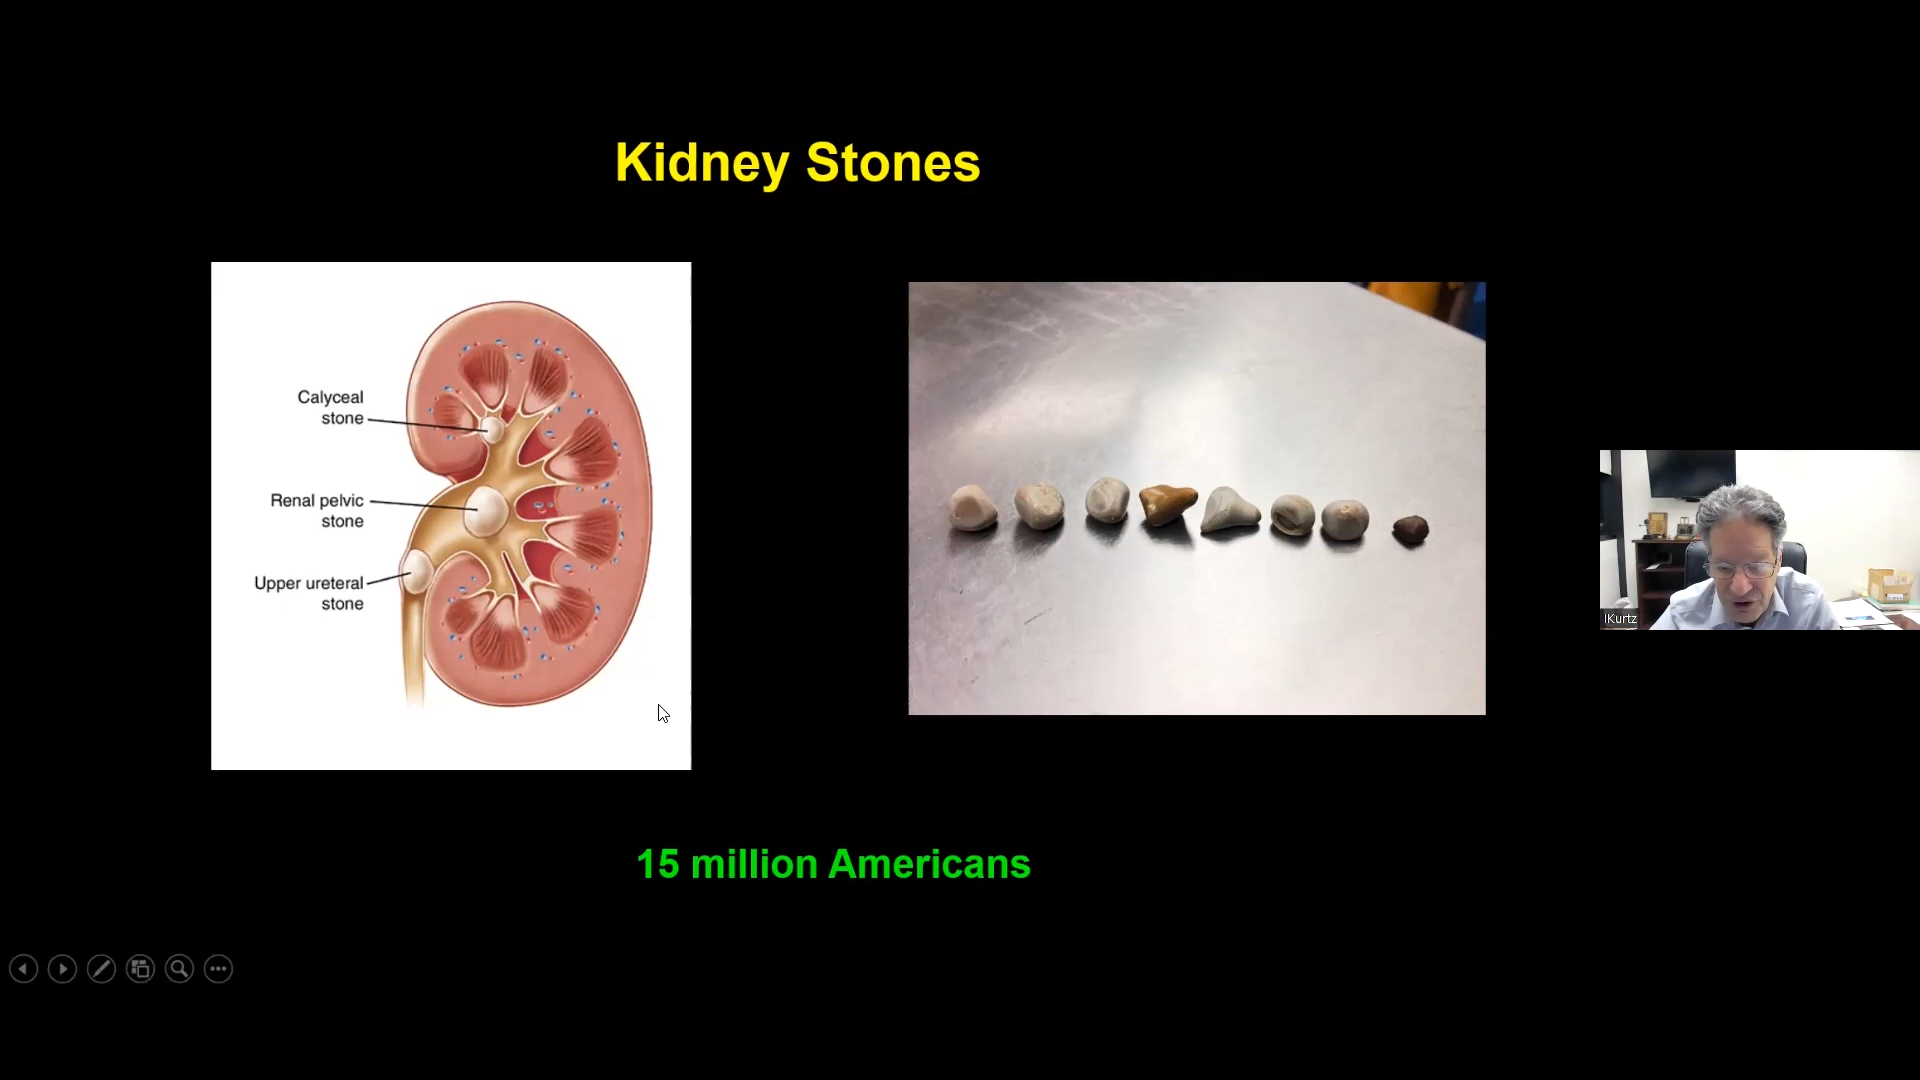 Kidney Stones
Calyceal
stone
Renal pelvic
stone
Upper ureteral
stone
IKurtz
15 million Americans